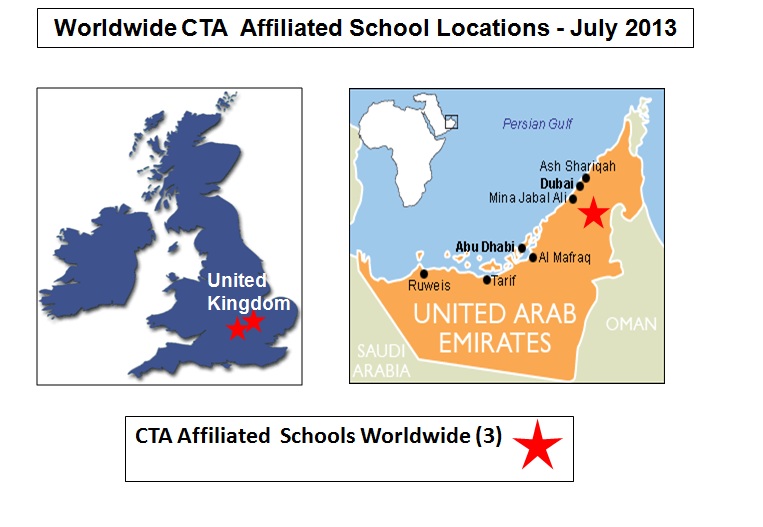 Worldwide CTA  Affiliated School Locations - July 2013
United
Kingdom
Persian Gulf
Ash Shariqah
Dubai
Mina Jabal Ali
Abu Dhabi
Al Mafraq
Ruweis
Tarif
UNITED ARAB
EMIRATES
OMAN
SAUDI
ARABIA
CTA Affiliated  Schools Worldwide (3)